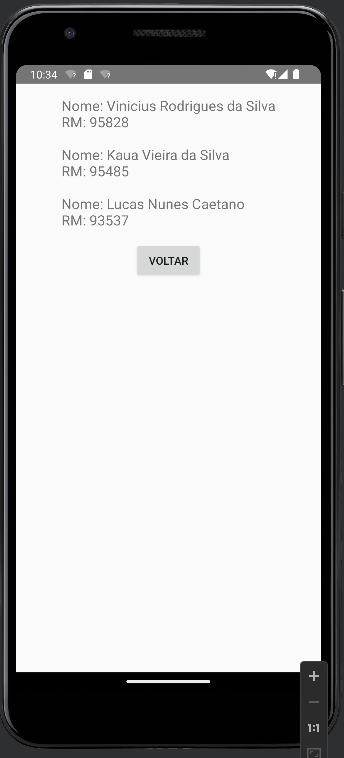 10:34
Nome: Vinicius Rodrigues da Silva
RM: 95828
Nome: Kaua Vieira da Silva
RM: 95485
Nome: Lucas Nunes Caetano
RM: 93537
VOLTAR
1:1